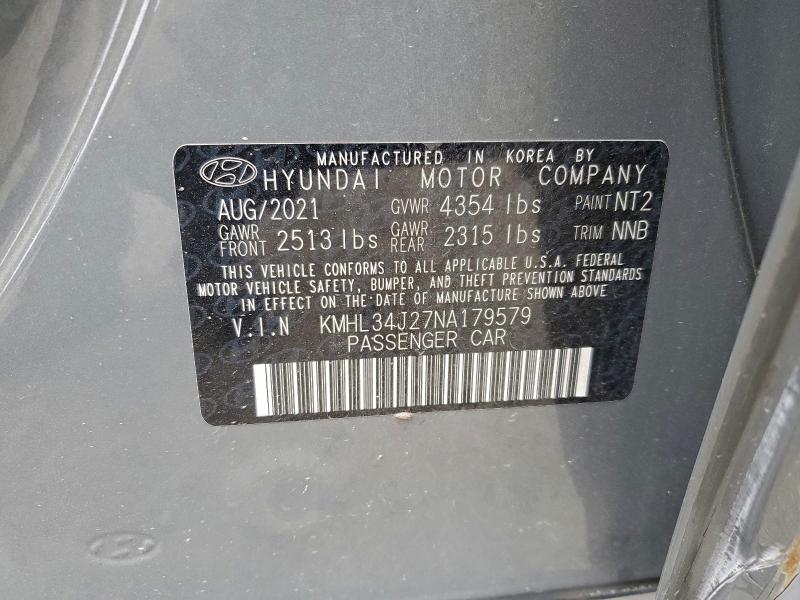 MANUFACTURED IN KOREA BY
HYUNDAI MOTOR COMPANY
AUG/2021 GVWR 4354 lbs PAINT NT2
GAWR FRONT 2513 lbs GAWR REAR 2315 lbs TRIM NNB
THIS VEHICLE CONFORMS TO ALL APPLICABLE U.S.A. FEDERAL
MOTOR VEHICLE SAFETY, BUMPER, AND THEFT PREVENTION STANDARDS
IN EFFECT ON THE DATE OF MANUFACTURE SHOWN ABOVE
V.I.N KMHL34J27NA179579
PASSENGER CAR